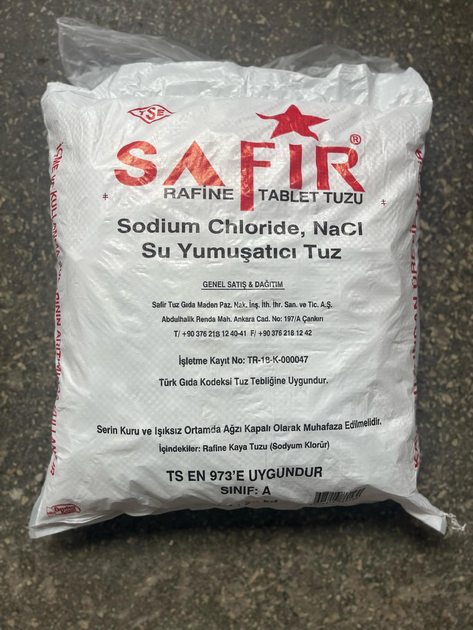 TSE
SAFİR®
RAFİNE TABLET TUZU
Sodium Chloride, NaCl
Su Yumuşatıcı Tuz
GENEL SATIŞ & DAĞITIM
Safir Tuz Gıda Maden Paz. Nak. İnş. İth. İhr. San. ve Tic. A.Ş.
Abdulhalik Renda Mah. Ankara Cad. No: 197/A Çankırı
T/ +90 376 218 12 40-41 F/ +90 376 218 12 42
İşletme Kayıt No: TR-18-K-000047
Türk Gıda Kodeksi Tuz Tebliğine Uygundur.
Serin Kuru ve Işıksız Ortamda Ağzı Kapalı Olarak Muhafaza Edilmelidir.
İçindekiler: Rafine Kaya Tuzu (Sodyum Klorür)
TS EN 973'E UYGUNDUR
SINIF: A